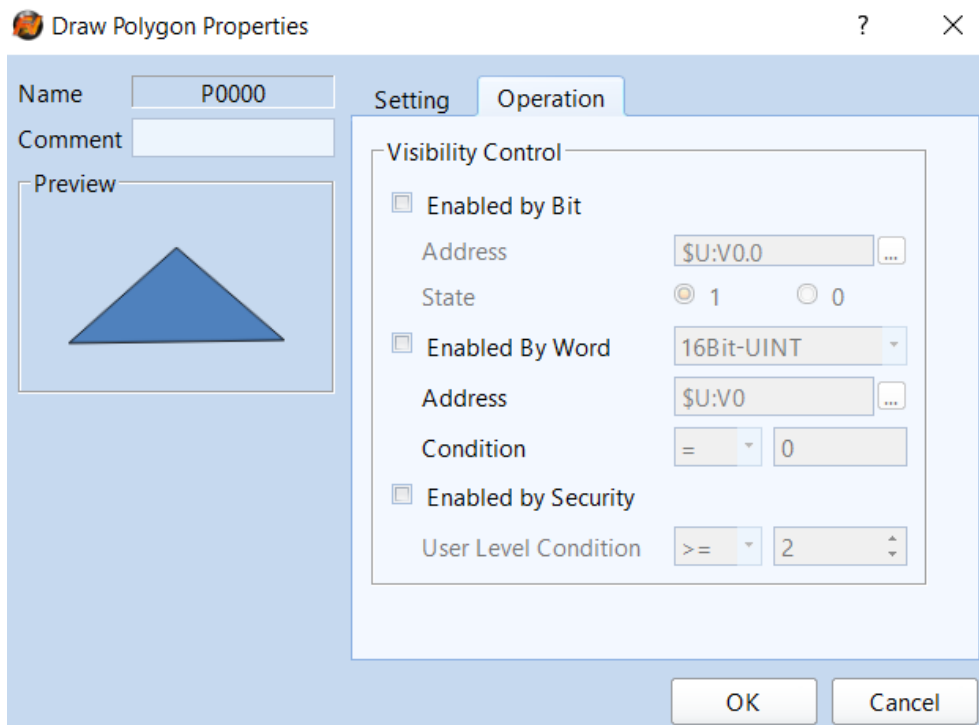 Draw Polygon Properties ? ×
Name P0000
Comment
Preview
Setting Operation
Visibility Control
Enabled by Bit
Address $U:V0.0 ...
State 1 0
Enabled By Word 16Bit-UINT
Address $U:V0 ...
Condition = 0
Enabled by Security
User Level Condition >= 2
OK Cancel